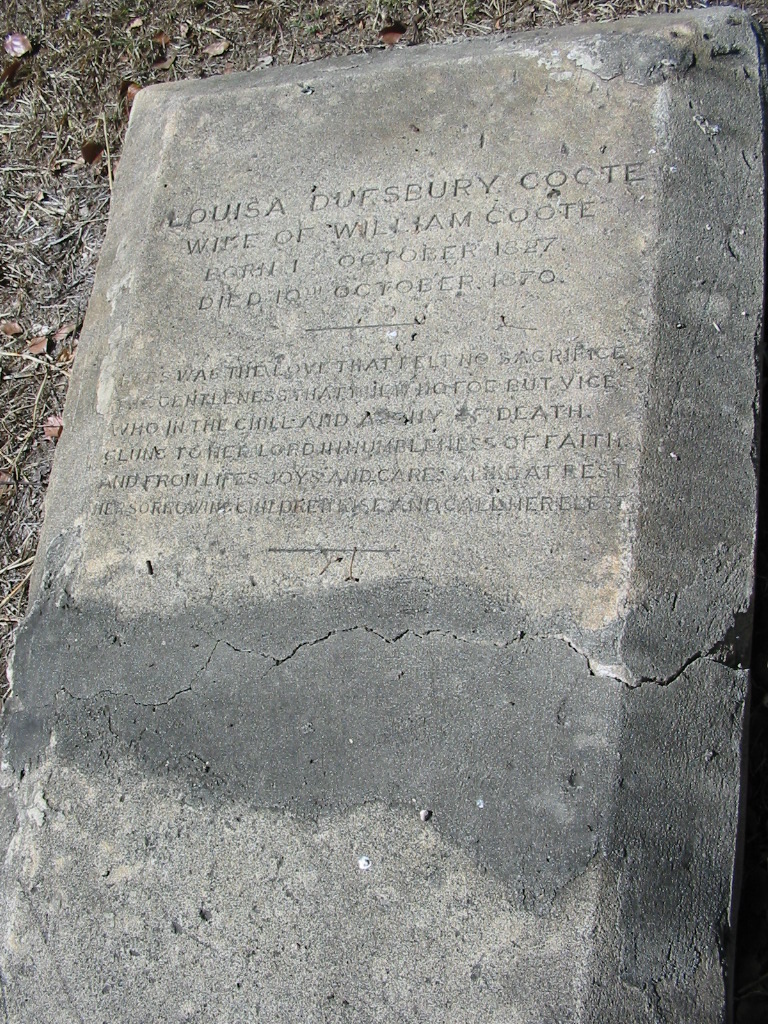 LOUISA DUESBURY COOTE
WIFE OF WILLIAM COOTE
BORN 1 OCTOBER 1827.
DIED 10TH OCTOBER. 1870.
WAS THE LOVE THAT FELT NO SACRIFICE
GENTLENESS THAT KNEW NO FOE BUT VICE
WHO IN THE CHILL AND AGONY OF DEATH.
CLUNG TO HER LORD IN HUMBLENESS OF FAITH
AND FROM LIFES JOYS AND CARES ALIKE AT REST
HER SORROWING CHILDREN RISE AND CALL HER BLEST